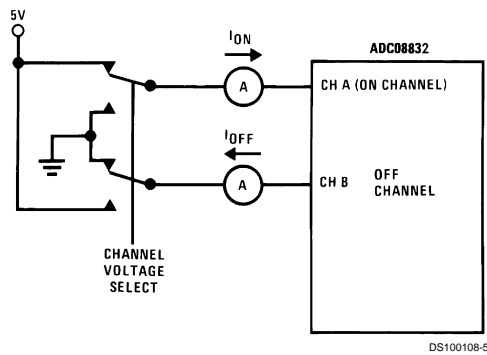 5V
ION
ADC08832
A
CH A (ON CHANNEL)
IOFF
A
CH B
OFF
CHANNEL
CHANNEL
VOLTAGE
SELECT
DS100108-5